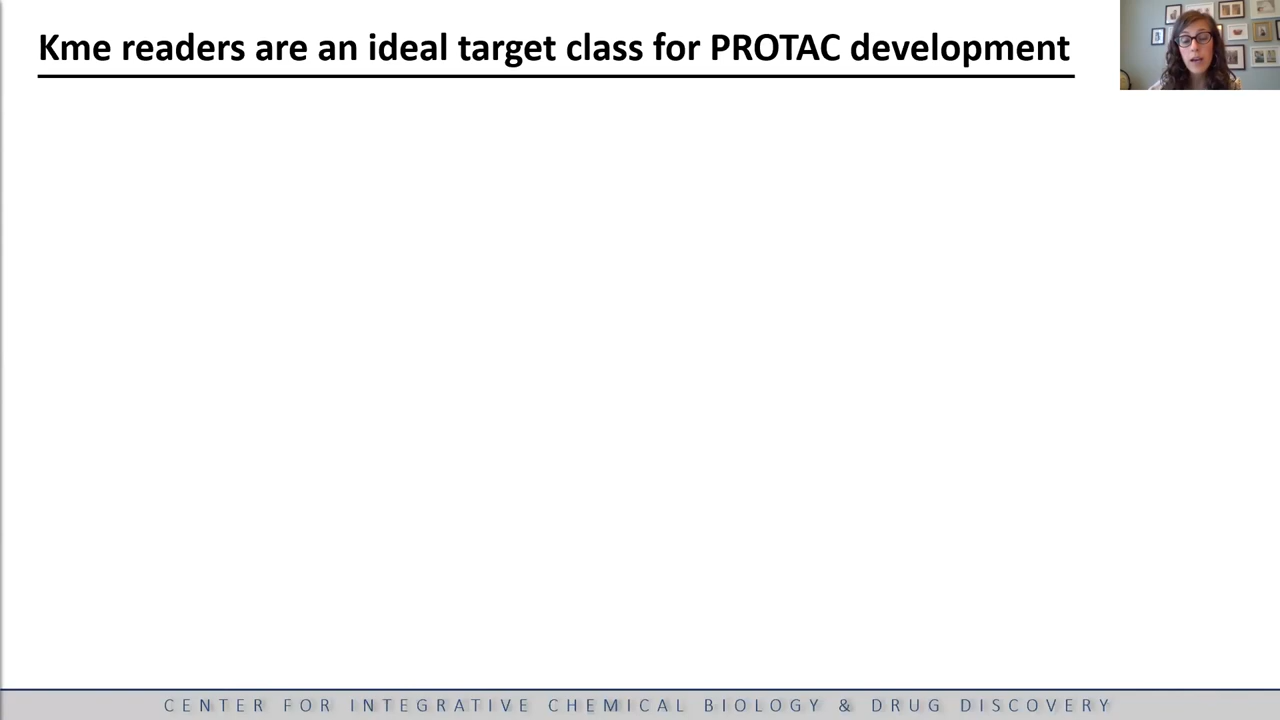 Kme readers are an ideal target class for PROTAC development
CENTER FOR INTEGRATIVE CHEMICAL BIOLOGY & DRUG DISCOVERY